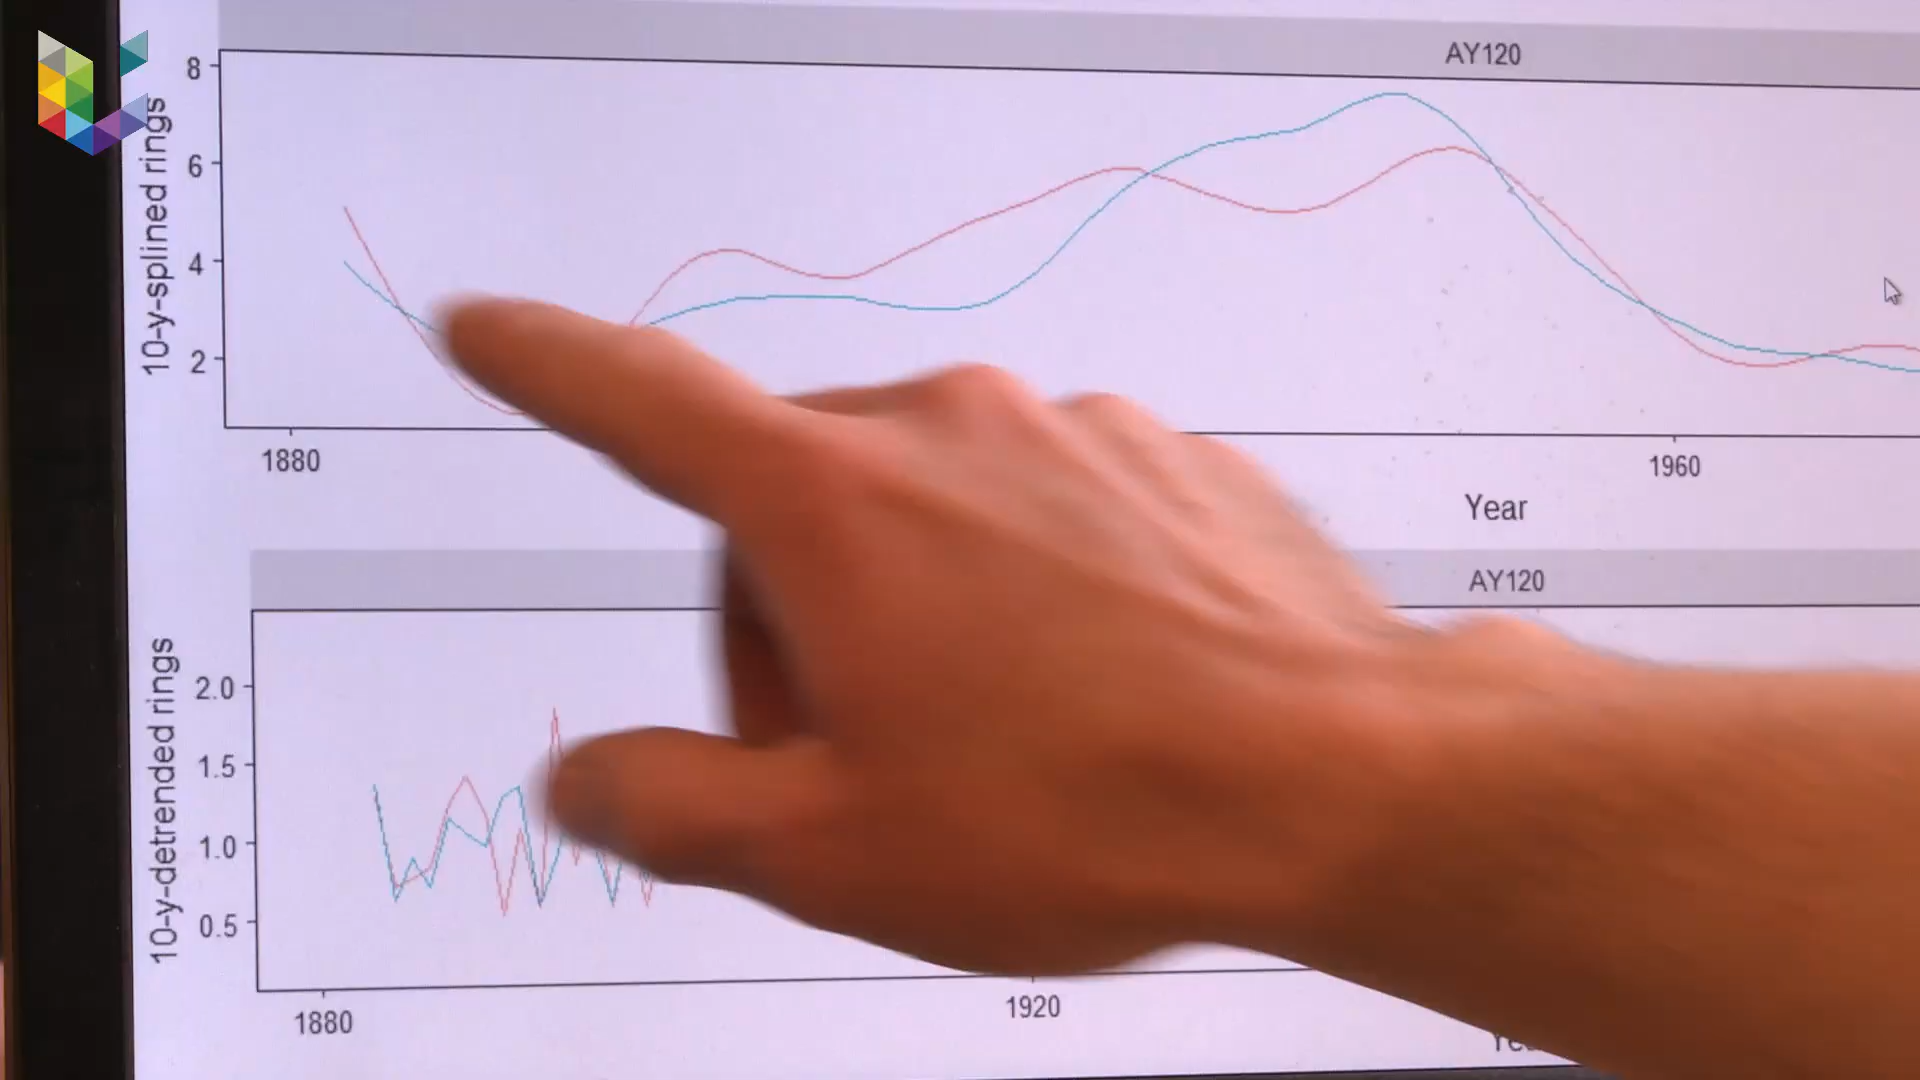 AY120
10-y-splined rings
8
6
4
2
1880
1960
Year
AY120
10-y-detrended rings
2.0
1.5
1.0
0.5
1880
1920